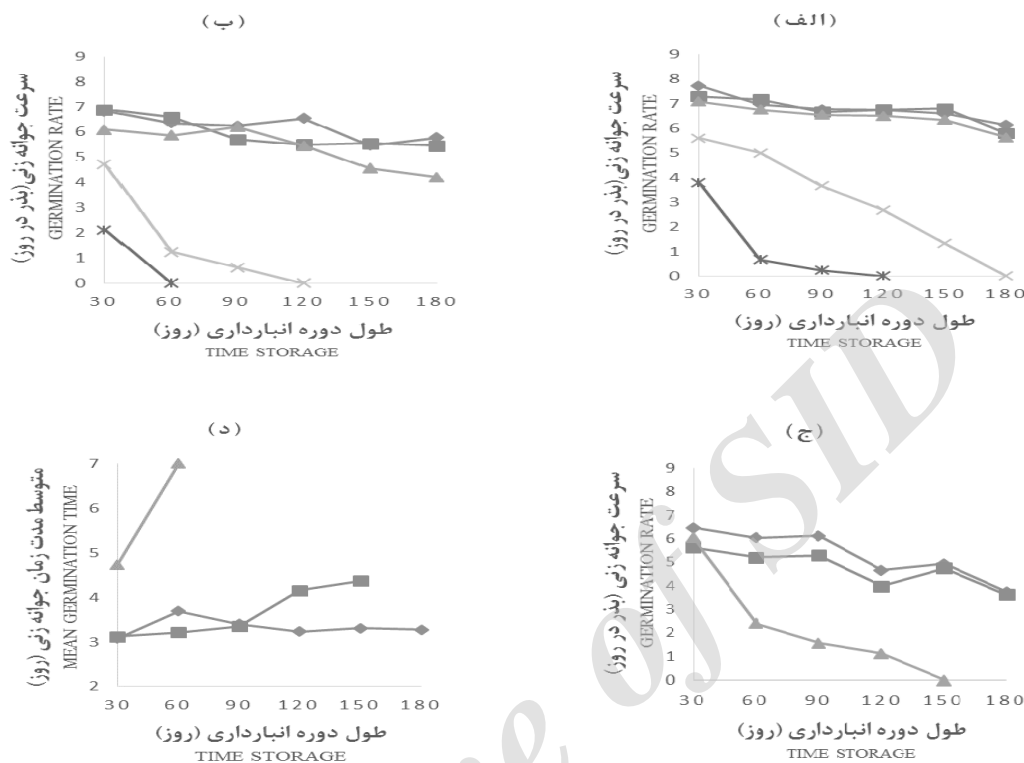 (الف)
سرعت جوانه زنی(بذر در روز)
GERMINATION RATE
9
8
7
6
5
4
3
2
1
0
30 60 90 120 150 180
طول دوره انبارداری (روز)
TIME STORAGE
(ب)
سرعت جوانه زنی(بذر در روز)
GERMINATION RATE
9
8
7
6
5
4
3
2
1
0
30 60 90 120 150 180
طول دوره انبارداری (روز)
TIME STORAGE
(ج)
سرعت جوانه زنی (بذر در روز)
GERMINATION RATE
9
8
7
6
5
4
3
2
1
0
30 60 90 120 150 180
طول دوره انبارداری (روز)
TIME STORAGE
(د)
متوسط مدت زمان جوانه زنی (روز)
MEAN GERMINATION TIME
7
6
5
4
3
2
30 60 90 120 150 180
طول دوره انبارداری (روز)
TIME STORAGE
of SID